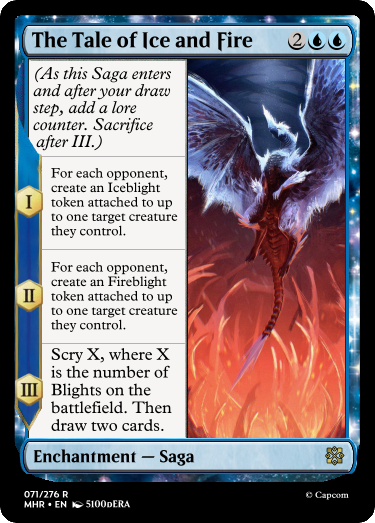 The Tale of Ice and Fire 2
(As this Saga enters
and after your draw
step, add a lore
counter. Sacrifice
after III.)
I
For each opponent,
create an Iceblight
token attached to up
to one target creature
they control.
II
For each opponent,
create an Fireblight
token attached to up
to one target creature
they control.
III
Scry X, where X
is the number of
Blights on the
battlefield. Then
draw two cards.
Enchantment — Saga
071/276 R
MHR • EN 5100dERA
© Capcom